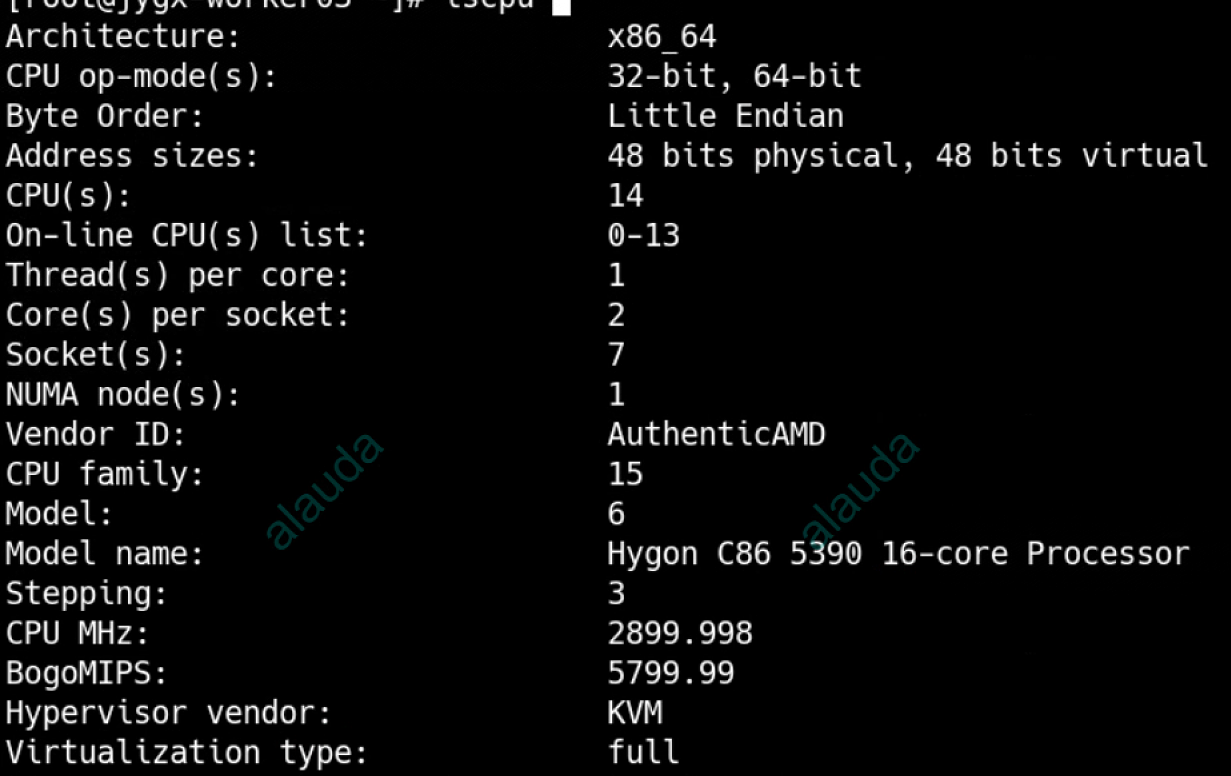 [root@jygx-worker03 ~]# lscpu
Architecture: x86_64
CPU op-mode(s): 32-bit, 64-bit
Byte Order: Little Endian
Address sizes: 48 bits physical, 48 bits virtual
CPU(s): 14
On-line CPU(s) list: 0-13
Thread(s) per core: 1
Core(s) per socket: 2
Socket(s): 7
NUMA node(s): 1
Vendor ID: AuthenticAMD
CPU family: 15
Model: 6
Model name: Hygon C86 5390 16-core Processor
Stepping: 3
CPU MHz: 2899.998
BogoMIPS: 5799.99
Hypervisor vendor: KVM
Virtualization type: full
alauda
alauda